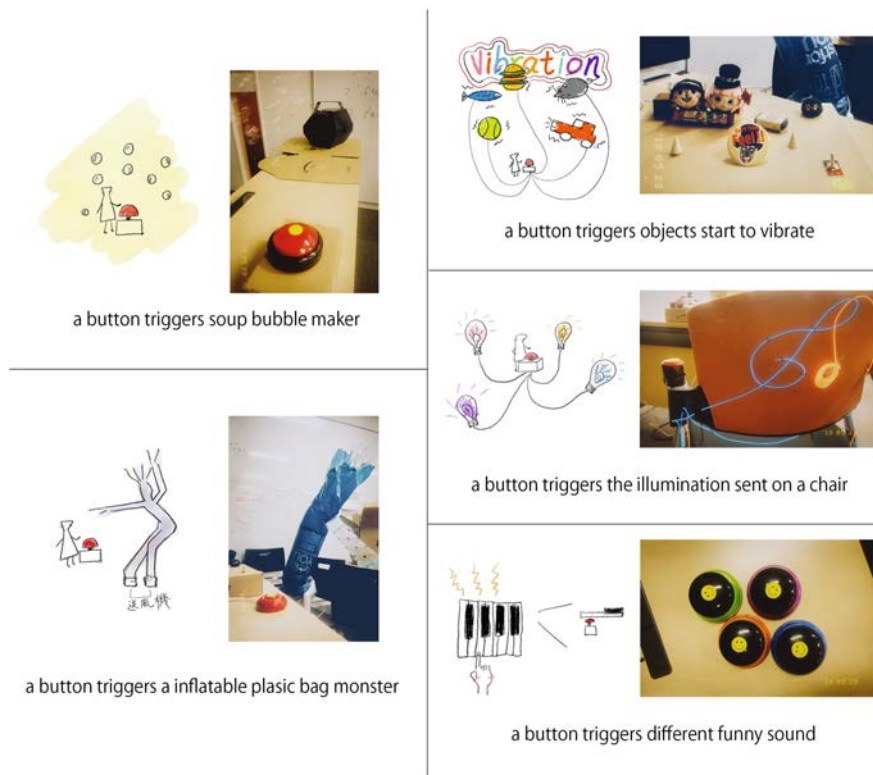 a button triggers soup bubble maker
送風機
a button triggers a inflatable plasic bag monster
vibration
a button triggers objects start to vibrate
a button triggers the illumination sent on a chair
a button triggers different funny sound